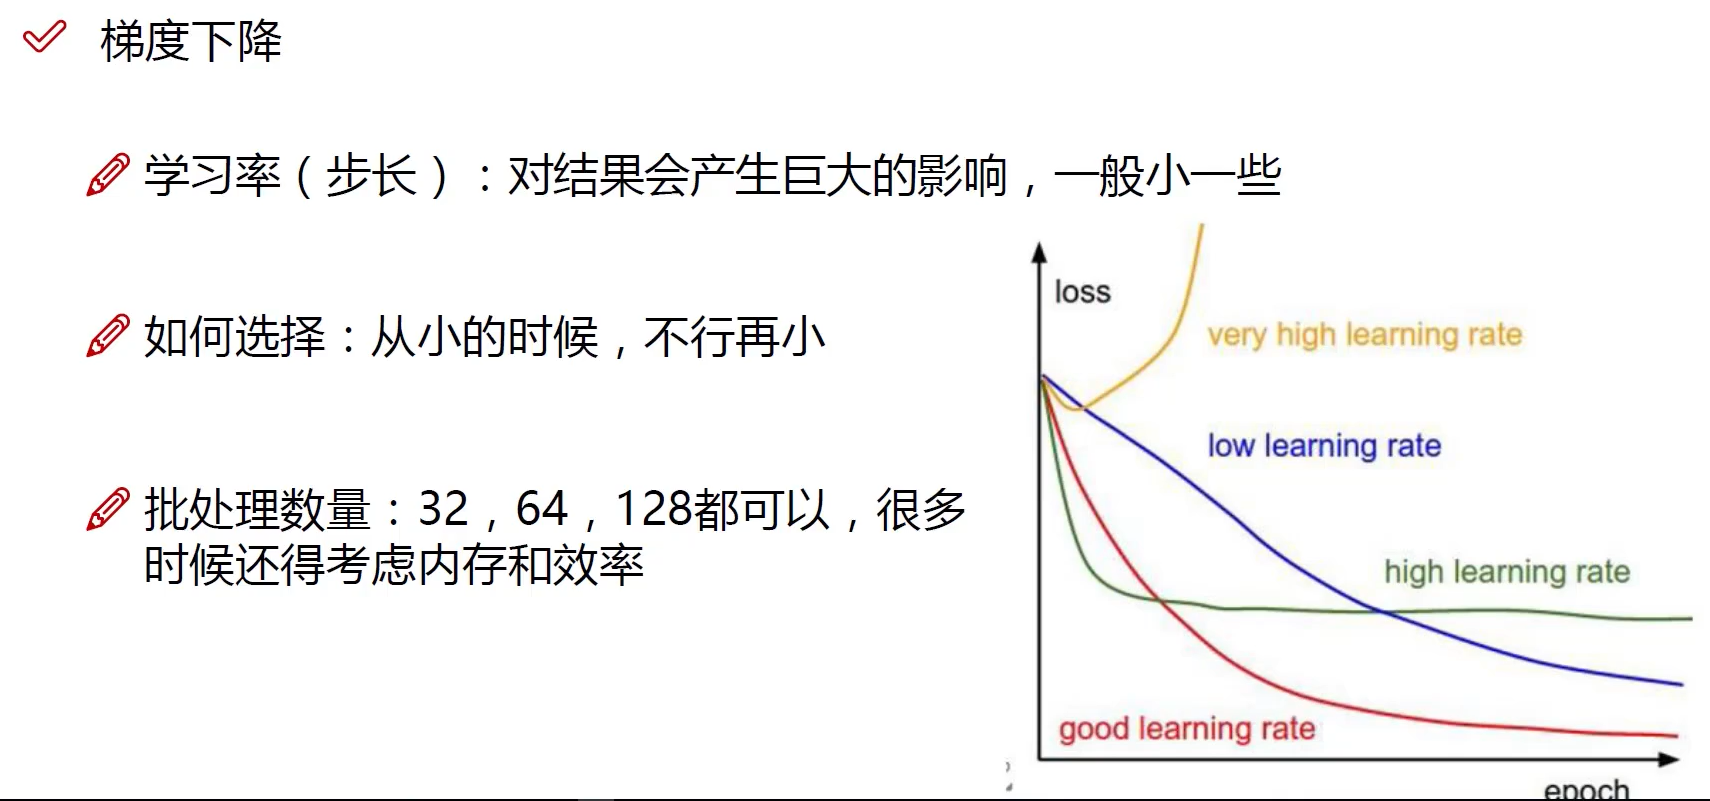 梯度下降
学习率（步长）：对结果会产生巨大的影响，一般小一些
如何选择：从小的时候，不行再小
批处理数量：32，64，128都可以，很多
时候还得考虑内存和效率
loss
very high learning rate
low learning rate
high learning rate
good learning rate
epoch